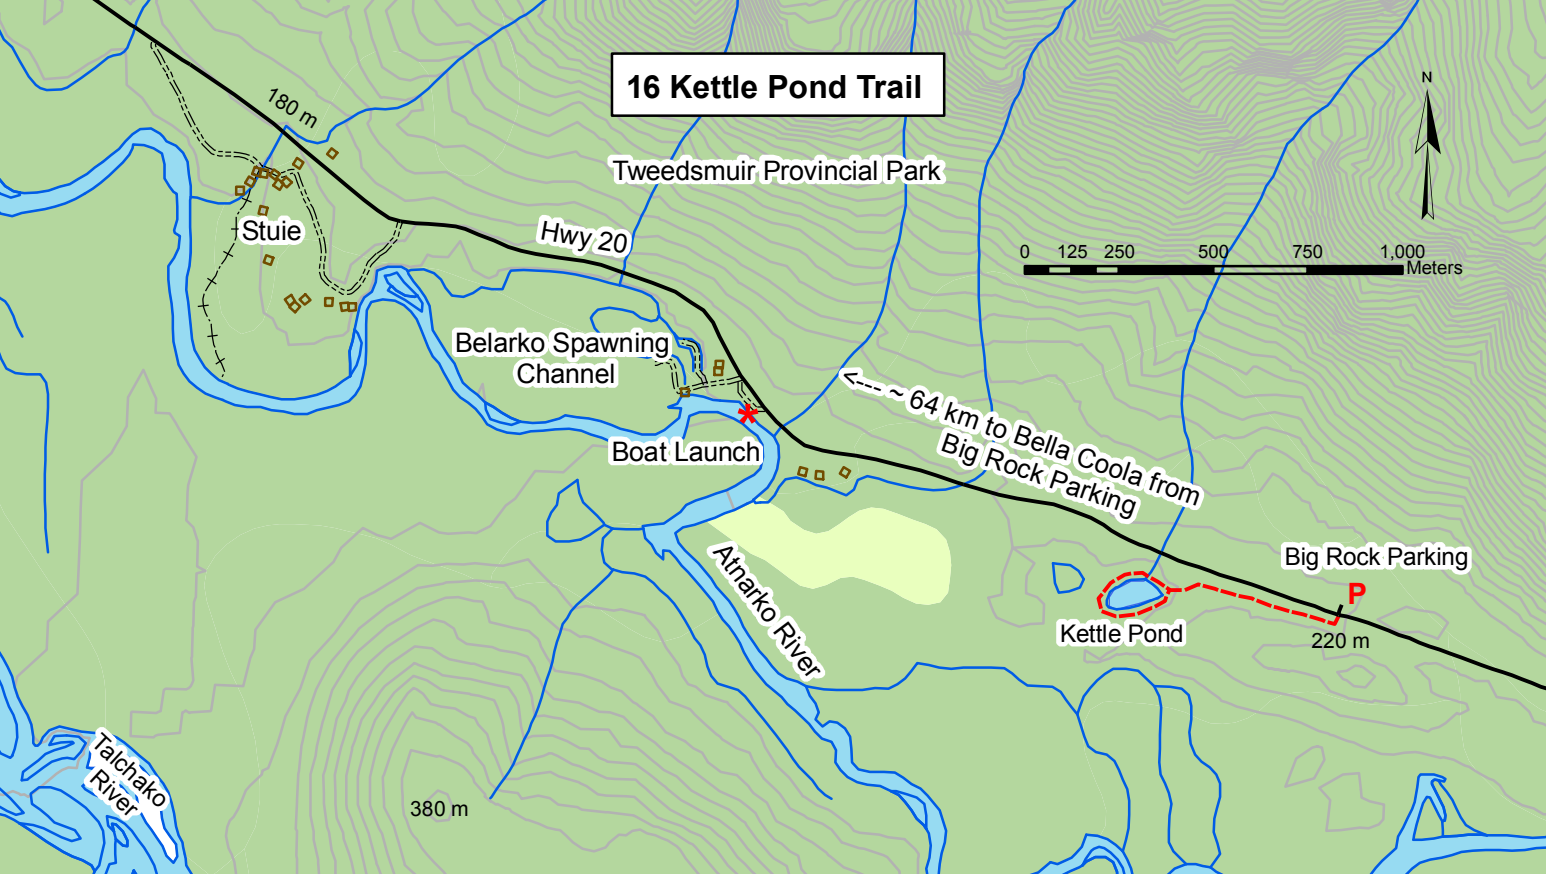 16 Kettle Pond Trail
N
180 m
Tweedsmuir Provincial Park
Stuie
Hwy 20
0 125 250 500 750 1,000
Meters
Belarko Spawning
Channel
<--- ~ 64 km to Bella Coola from
Big Rock Parking
*
Boat Launch
Atnarko River
Big Rock Parking
P
Kettle Pond
220 m
Talchako
River
380 m